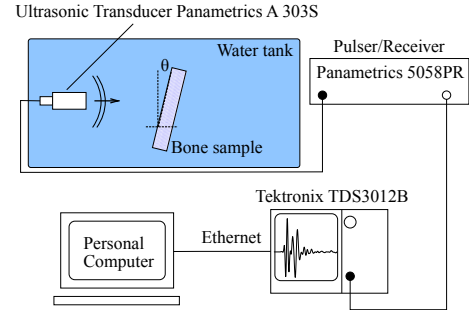 Ultrasonic Transducer Panametrics A 303S
Water tank
θ
Bone sample
Pulser/Receiver
Panametrics 5058PR
Tektronix TDS3012B
Ethernet
Personal
Computer